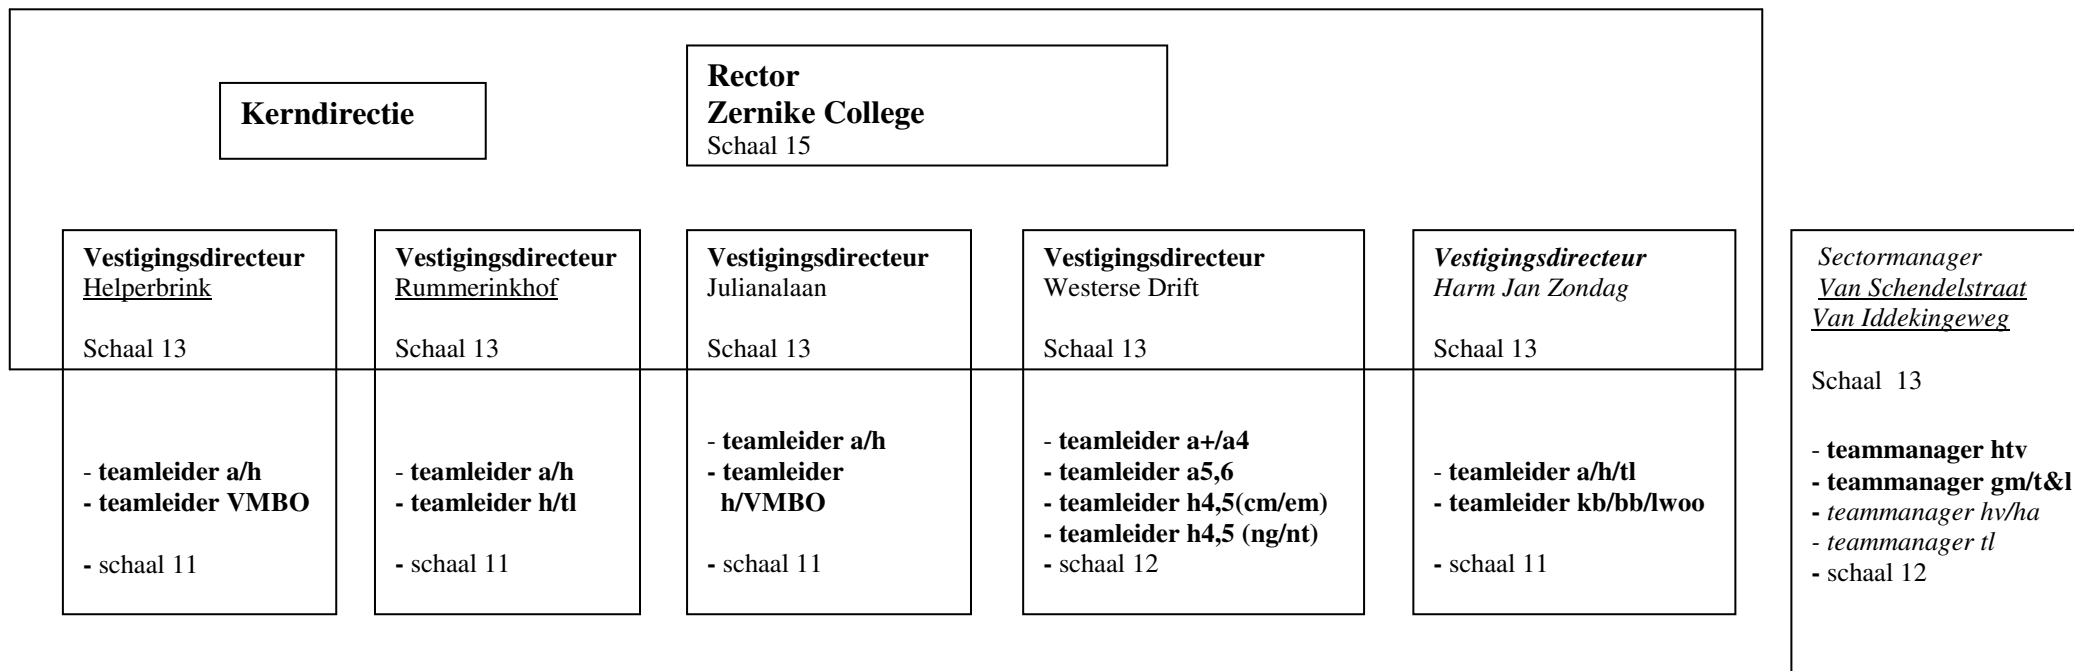 Kerndirectie
Rector
Zernike College
Schaal 15
Vestigingsdirecteur
Helperbrink
Schaal 13
- teamleider a/h
- teamleider VMBO
- schaal 11
Vestigingsdirecteur
Rummerinkhof
Schaal 13
- teamleider a/h
- teamleider h/tl
- schaal 11
Vestigingsdirecteur
Julianalaan
Schaal 13
- teamleider a/h
- teamleider
h/VMBO
- schaal 11
Vestigingsdirecteur
Westerse Drift
Schaal 13
- teamleider a+/a4
- teamleider a5,6
- teamleider h4,5(cm/em)
- teamleider h4,5 (ng/nt)
- schaal 12
Vestigingsdirecteur
Harm Jan Zondag
Schaal 13
- teamleider a/h/tl
- teamleider kb/bb/lwoo
- schaal 11
Sectormanager
Van Schendelstraat
Van Iddekingeweg
Schaal 13
- teammanager htv
- teammanager gm/t&l
- teammanager hv/ha
- teammanager tl
- schaal 12